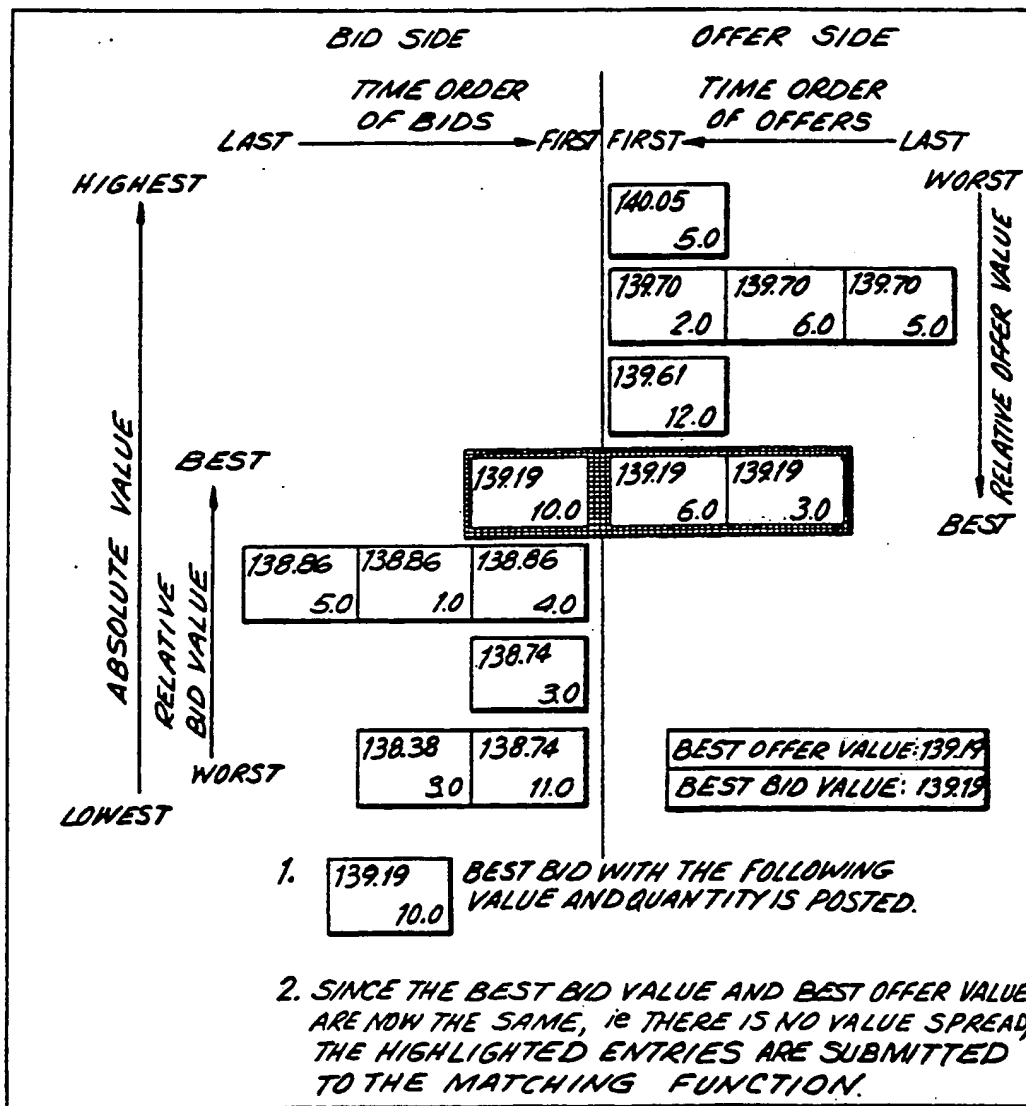 BID SIDE
OFFER SIDE
TIME ORDER
OF BIDS
TIME ORDER
OF OFFERS
LAST
FIRST
FIRST
LAST
HIGHEST
WORST
140.05
5.0
139.70
2.0
139.70
6.0
139.70
5.0
RELATIVE OFFER VALUE
139.61
12.0
BEST
139.19
10.0
139.19
6.0
139.19
3.0
BEST
ABSOLUTE VALUE
RELATIVE
BID VALUE
138.86
5.0
138.86
1.0
138.86
4.0
138.74
3.0
138.38
3.0
138.74
11.0
WORST
LOWEST
BEST OFFER VALUE: 139.19
BEST BID VALUE: 139.19
1.
139.19
10.0
BEST BID WITH THE FOLLOWING
VALUE AND QUANTITY IS POSTED.
2. SINCE THE BEST BID VALUE AND BEST OFFER VALUE
ARE NOW THE SAME, ie THERE IS NO VALUE SPREAD,
THE HIGHLIGHTED ENTRIES ARE SUBMITTED
TO THE MATCHING FUNCTION.